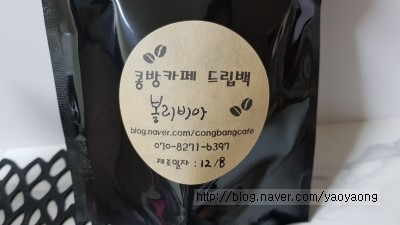 콩방카페 드립백
볼리비아
blog.naver.com/congbangcafe
070-8271-6397
제조일자 : 12/8
http://blog.naver.com/yaoyaong